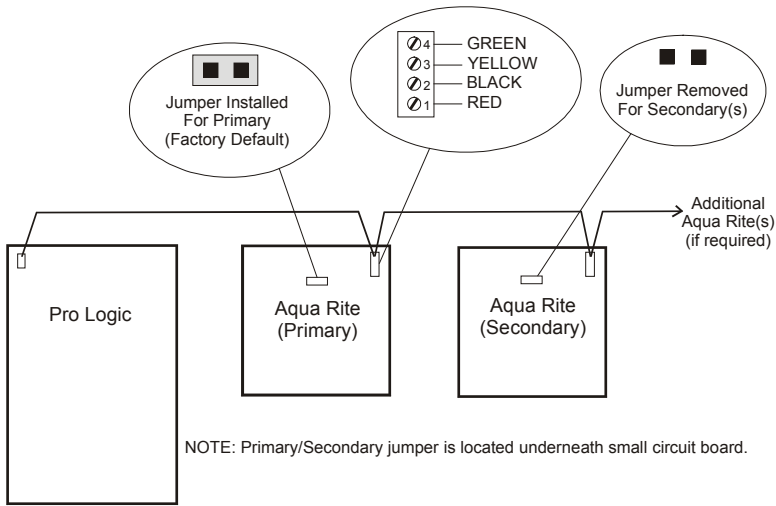 4 GREEN
3 YELLOW
2 BLACK
1 RED
Jumper Installed
For Primary
(Factory Default)
Jumper Removed
For Secondary(s)
Additional
Aqua Rite(s)
(if required)
Pro Logic
Aqua Rite
(Primary)
Aqua Rite
(Secondary)
NOTE: Primary/Secondary jumper is located underneath small circuit board.